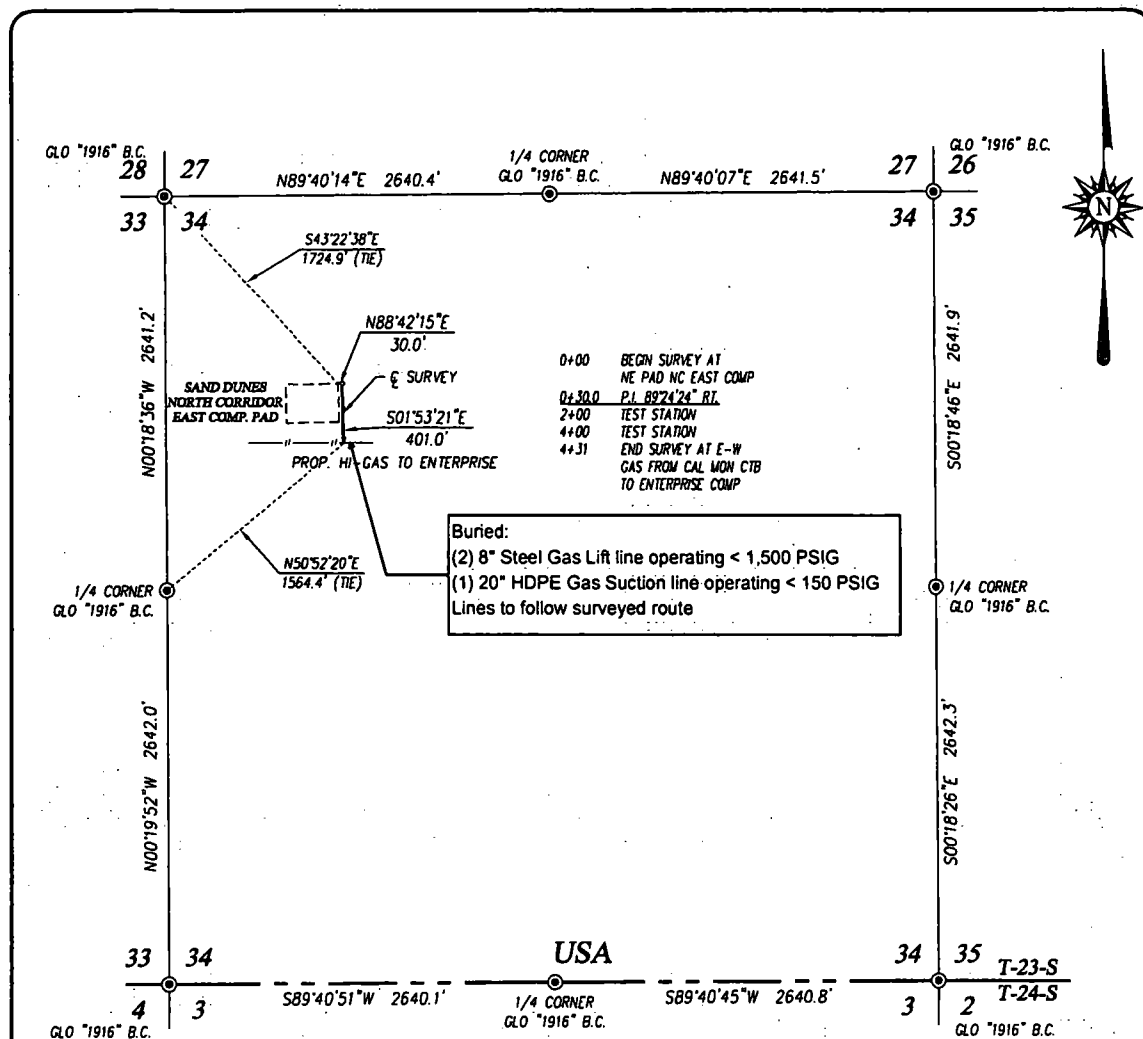 GLO "1916" B.C.
28 27
33 34
N89°40'14"E 2640.4'
1/4 CORNER
GLO "1916" B.C.
N89°40'07"E 2641.5'
GLO "1916" B.C.
27 26
34 35
N
S43°22'38"E
1724.9' (TIE)
N00°18'36"W 2641.2'
N88°42'15"E
30.0'
℄ SURVEY
SAND DUNES
NORTH CORRIDOR
EAST COMP. PAD
S01°53'21"E
401.0'
PROP. HI-GAS TO ENTERPRISE
0+00 BEGIN SURVEY AT
NE PAD NC EAST COMP
0+30.0 P.I. 89°24'24" RT.
2+00 TEST STATION
4+00 TEST STATION
4+31 END SURVEY AT E-W
GAS FROM CAL MON CTB
TO ENTERPRISE COMP
S00°18'46"E 2641.9'
Buried:
(2) 8" Steel Gas Lift line operating < 1,500 PSIG
(1) 20" HDPE Gas Suction line operating < 150 PSIG
Lines to follow surveyed route
N50°52'20"E
1564.4' (TIE)
1/4 CORNER
GLO "1916" B.C.
1/4 CORNER
GLO "1916" B.C.
N00°19'52"W 2642.0'
S00°18'26"E 2642.3'
33 34
4 3
GLO "1916" B.C.
S89°40'51"W 2640.1'
USA
1/4 CORNER
GLO "1916" B.C.
S89°40'45"W 2640.8'
34 35
3 2
T-23-S
T-24-S
GLO "1916" B.C.